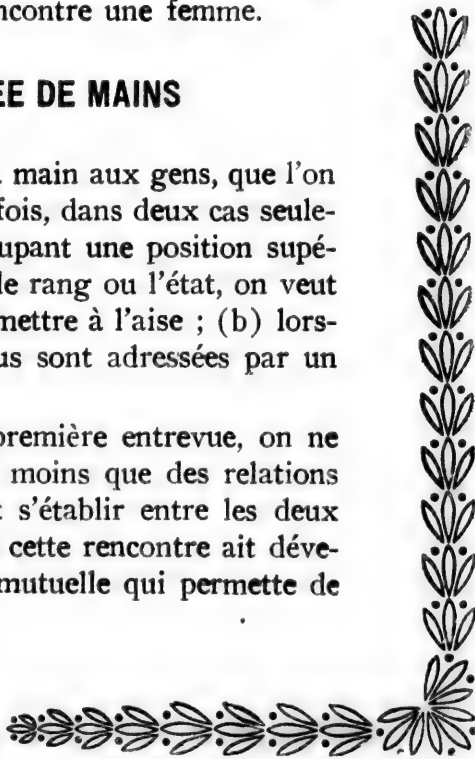 ncontre une femme.
EE DE MAINS
main aux gens, que l'on
fois, dans deux cas seule-
upant une position supé-
le rang ou l'état, on veut
mettre à l'aise ; (b) lors-
us sont adressées par un
première entrevue, on ne
moins que des relations
s'établir entre les deux
cette rencontre ait déve-
mutuelle qui permette de